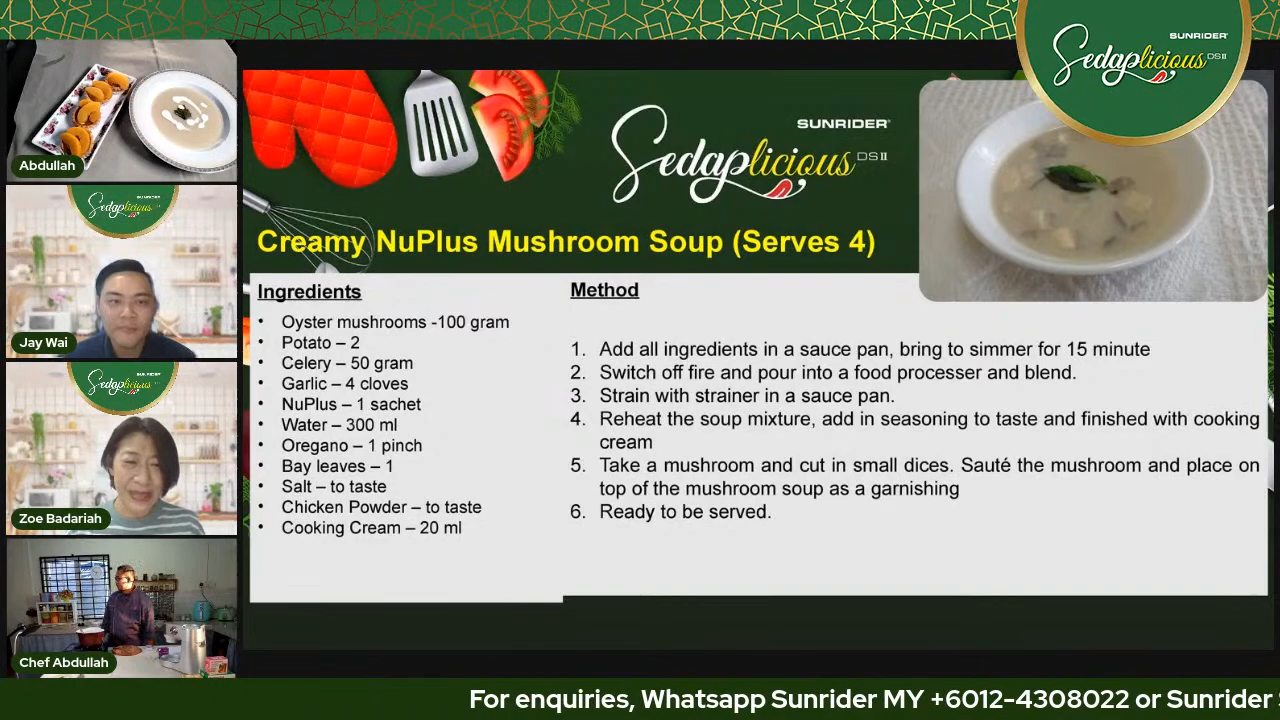 SUNRIDER
Sedaplicious DS II
Abdullah
SUNRIDER
Sedaplicious
Jay Wai
SUNRIDER
Sedaplicious
Zoe Badariah
Chef Abdullah
SUNRIDER®
Sedaplicious DS II
Creamy NuPlus Mushroom Soup (Serves 4)
Ingredients
• Oyster mushrooms -100 gram
• Potato – 2
• Celery – 50 gram
• Garlic – 4 cloves
• NuPlus – 1 sachet
• Water – 300 ml
• Oregano – 1 pinch
• Bay leaves – 1
• Salt – to taste
• Chicken Powder – to taste
• Cooking Cream – 20 ml
Method
1. Add all ingredients in a sauce pan, bring to simmer for 15 minute
2. Switch off fire and pour into a food processer and blend.
3. Strain with strainer in a sauce pan.
4. Reheat the soup mixture, add in seasoning to taste and finished with cooking
cream
5. Take a mushroom and cut in small dices. Sauté the mushroom and place on
top of the mushroom soup as a garnishing
6. Ready to be served.
For enquiries, Whatsapp Sunrider MY +6012-4308022 or Sunrider